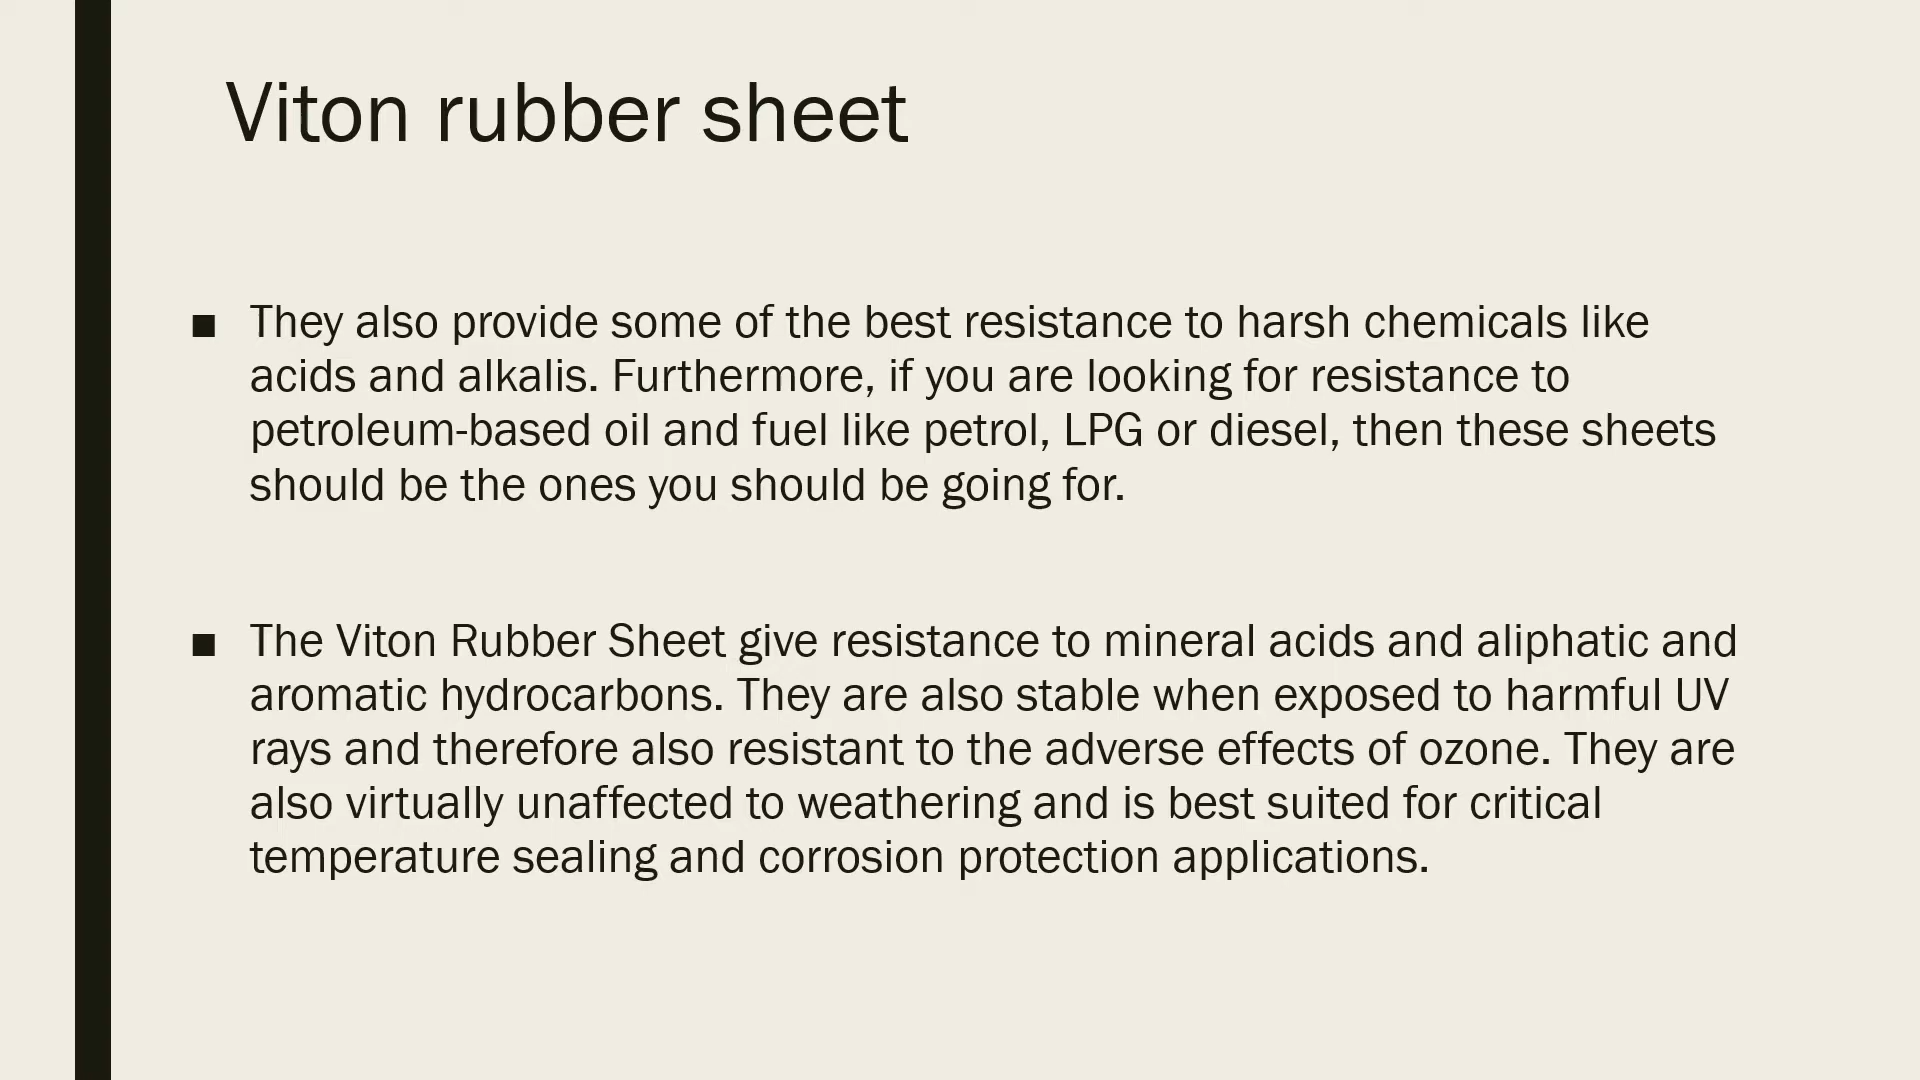 Viton rubber sheet
■ They also provide some of the best resistance to harsh chemicals like
acids and alkalis. Furthermore, if you are looking for resistance to
petroleum-based oil and fuel like petrol, LPG or diesel, then these sheets
should be the ones you should be going for.
■ The Viton Rubber Sheet give resistance to mineral acids and aliphatic and
aromatic hydrocarbons. They are also stable when exposed to harmful UV
rays and therefore also resistant to the adverse effects of ozone. They are
also virtually unaffected to weathering and is best suited for critical
temperature sealing and corrosion protection applications.